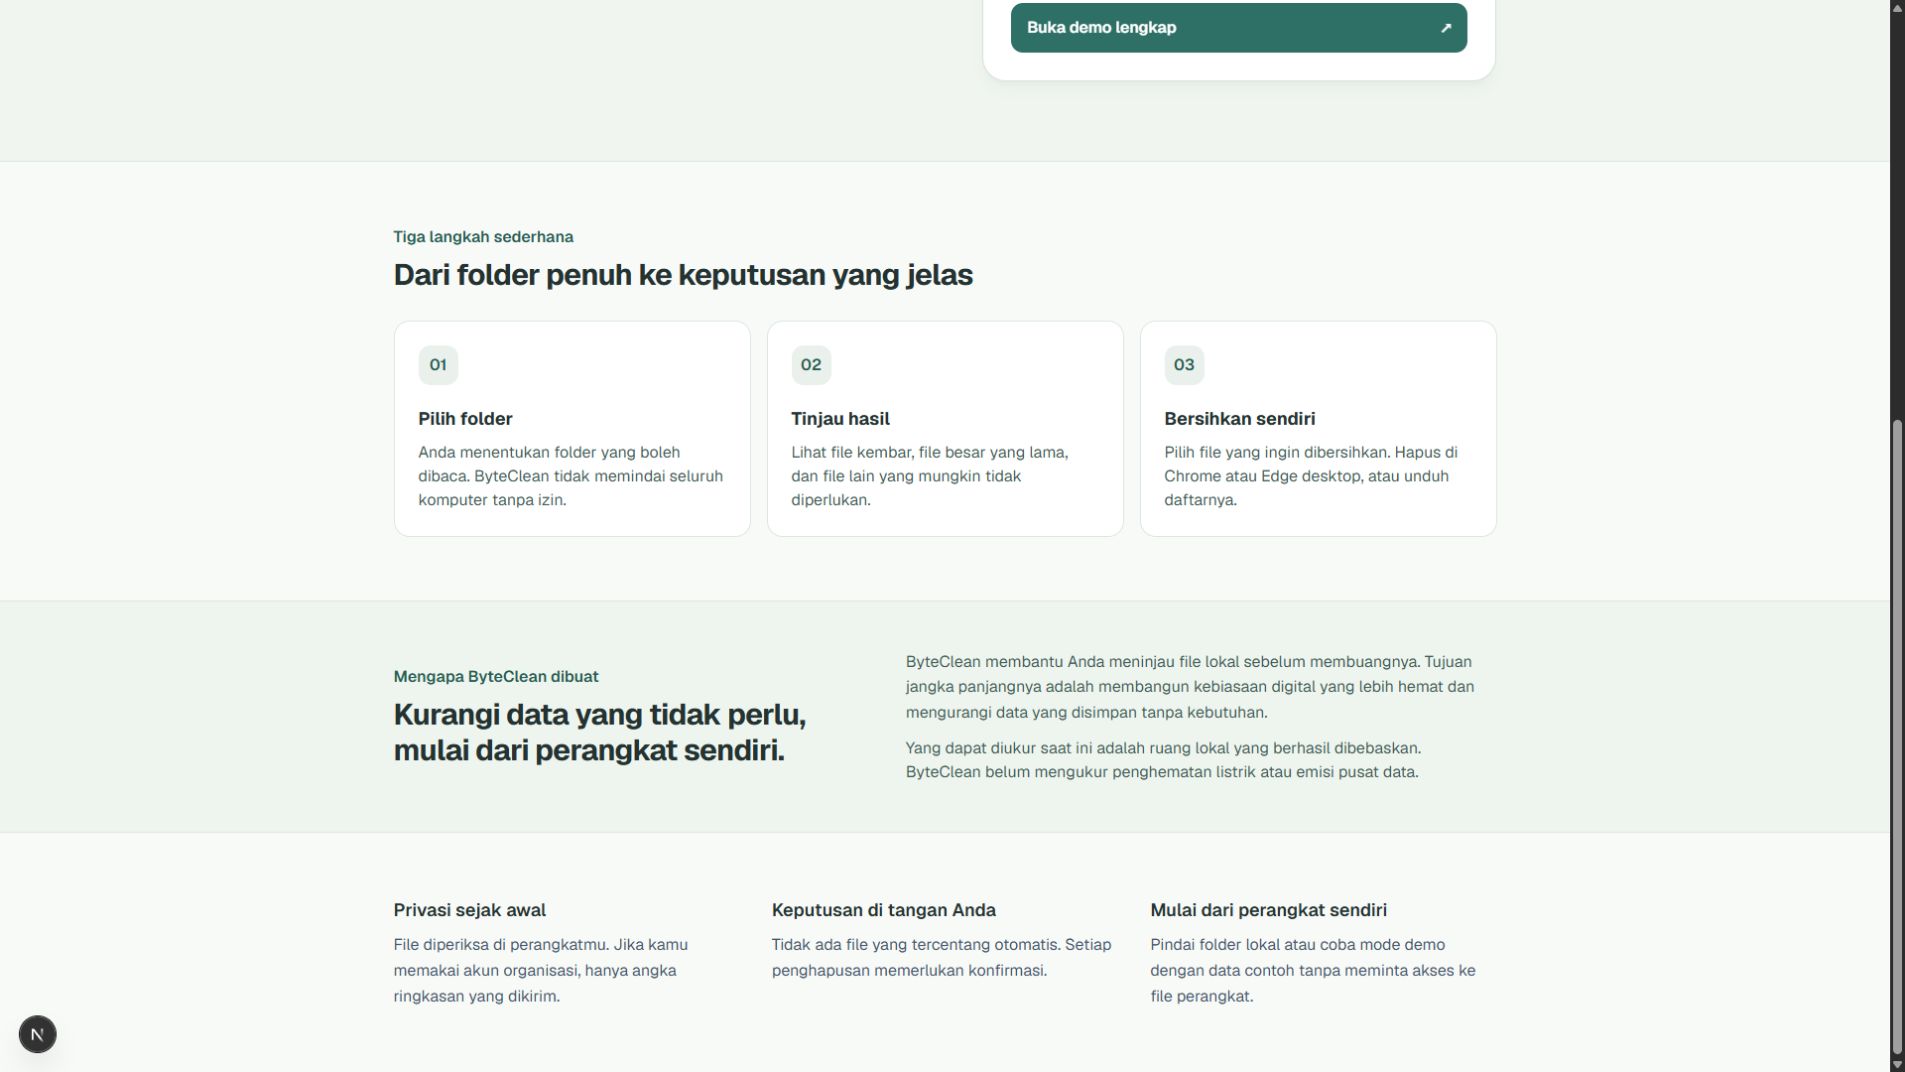 Buka demo lengkap ↗
Tiga langkah sederhana
Dari folder penuh ke keputusan yang jelas
01
Pilih folder
Anda menentukan folder yang boleh
dibaca. ByteClean tidak memindai seluruh
komputer tanpa izin.
02
Tinjau hasil
Lihat file kembar, file besar yang lama,
dan file lain yang mungkin tidak
diperlukan.
03
Bersihkan sendiri
Pilih file yang ingin dibersihkan. Hapus di
Chrome atau Edge desktop, atau unduh
daftarnya.
Mengapa ByteClean dibuat
Kurangi data yang tidak perlu,
mulai dari perangkat sendiri.
ByteClean membantu Anda meninjau file lokal sebelum membuangnya. Tujuan
jangka panjangnya adalah membangun kebiasaan digital yang lebih hemat dan
mengurangi data yang disimpan tanpa kebutuhan.
Yang dapat diukur saat ini adalah ruang lokal yang berhasil dibebaskan.
ByteClean belum mengukur penghematan listrik atau emisi pusat data.
Privasi sejak awal
File diperiksa di perangkatmu. Jika kamu
memakai akun organisasi, hanya angka
ringkasan yang dikirim.
Keputusan di tangan Anda
Tidak ada file yang tercentang otomatis. Setiap
penghapusan memerlukan konfirmasi.
Mulai dari perangkat sendiri
Pindai folder lokal atau coba mode demo
dengan data contoh tanpa meminta akses ke
file perangkat.
N